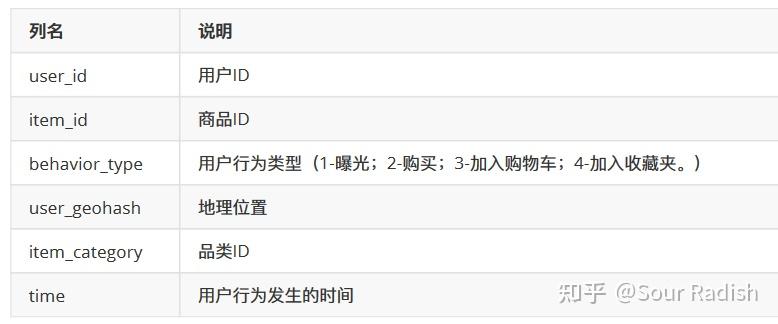 列名 说明
user_id 用户ID
item_id 商品ID
behavior_type 用户行为类型（1-曝光；2-购买；3-加入购物车；4-加入收藏夹。）
user_geohash 地理位置
item_category 品类ID
time 用户行为发生的时间
知乎 @Sour Radish